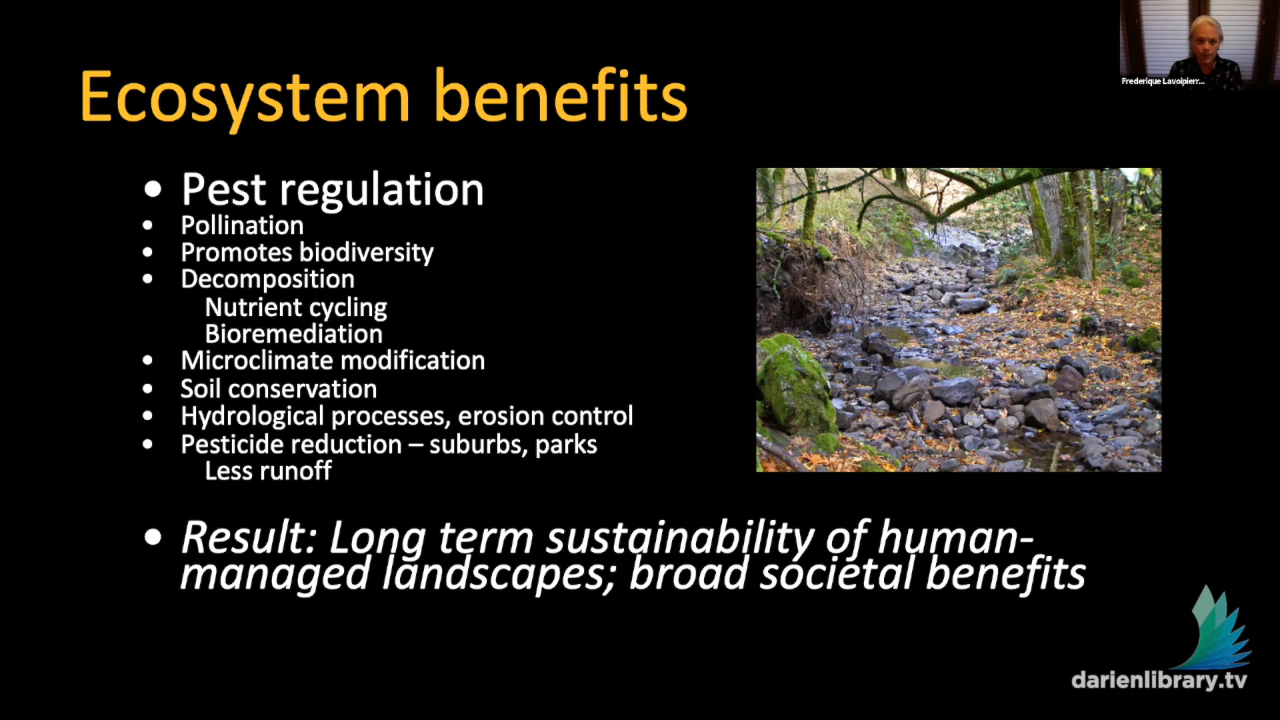 Frederique Lavoipierr...
Ecosystem benefits
• Pest regulation
• Pollination
• Promotes biodiversity
• Decomposition
Nutrient cycling
Bioremediation
• Microclimate modification
• Soil conservation
• Hydrological processes, erosion control
• Pesticide reduction – suburbs, parks
Less runoff
• Result: Long term sustainability of human-
managed landscapes; broad societal benefits
darienlibrary.tv